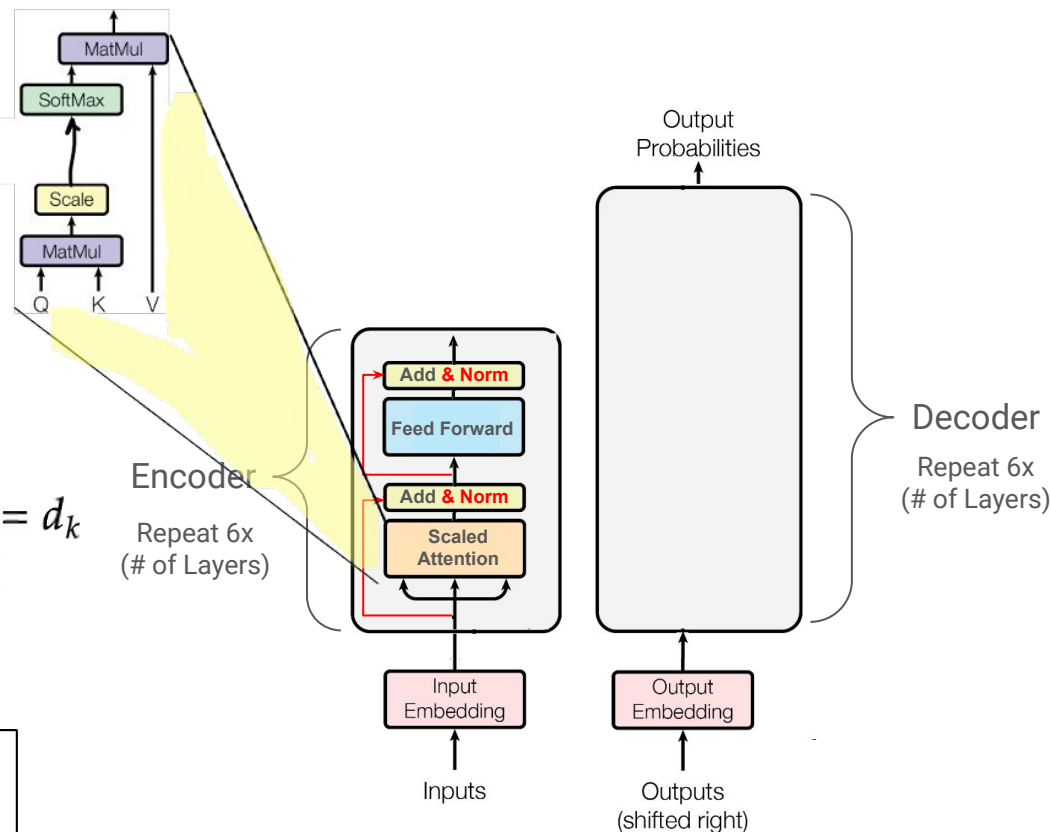 MatMul
SoftMax
Scale
MatMul
Q K V
= dₖ
Encoder
Repeat 6x
(# of Layers)
Add & Norm
Feed Forward
Add & Norm
Scaled
Attention
Input
Embedding
Inputs
Output
Probabilities
Decoder
Repeat 6x
(# of Layers)
Output
Embedding
Outputs
(shifted right)